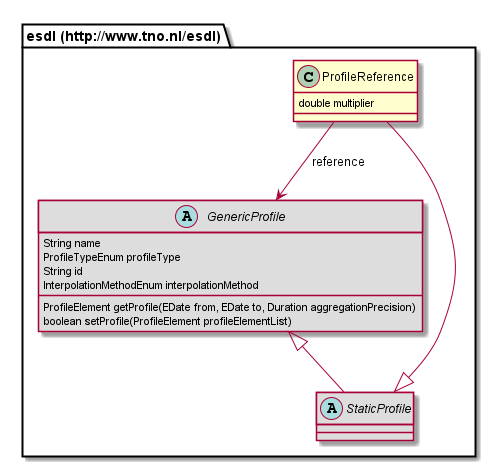 esdl (http://www.tno.nl/esdl)
C ProfileReference
double multiplier
reference
A GenericProfile
String name
ProfileTypeEnum profileType
String id
InterpolationMethodEnum interpolationMethod
ProfileElement getProfile(EDate from, EDate to, Duration aggregationPrecision)
boolean setProfile(ProfileElement profileElementList)
A StaticProfile